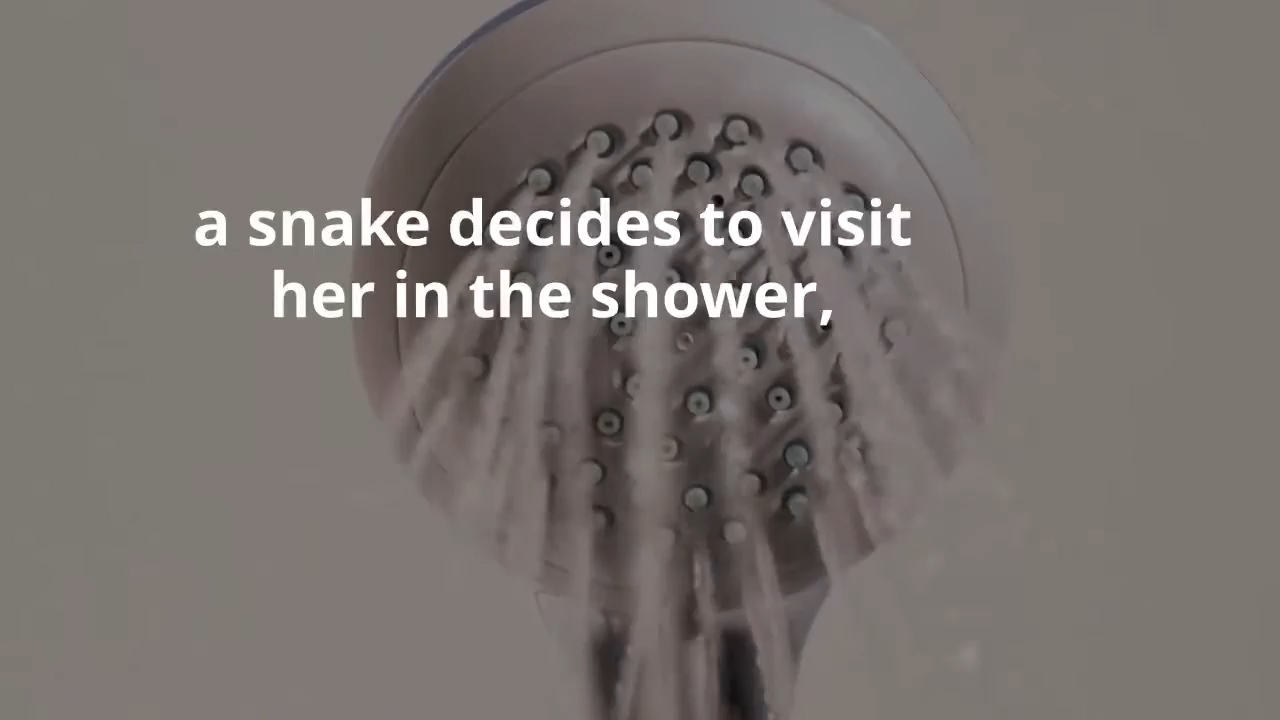 a snake decides to visit
her in the shower,